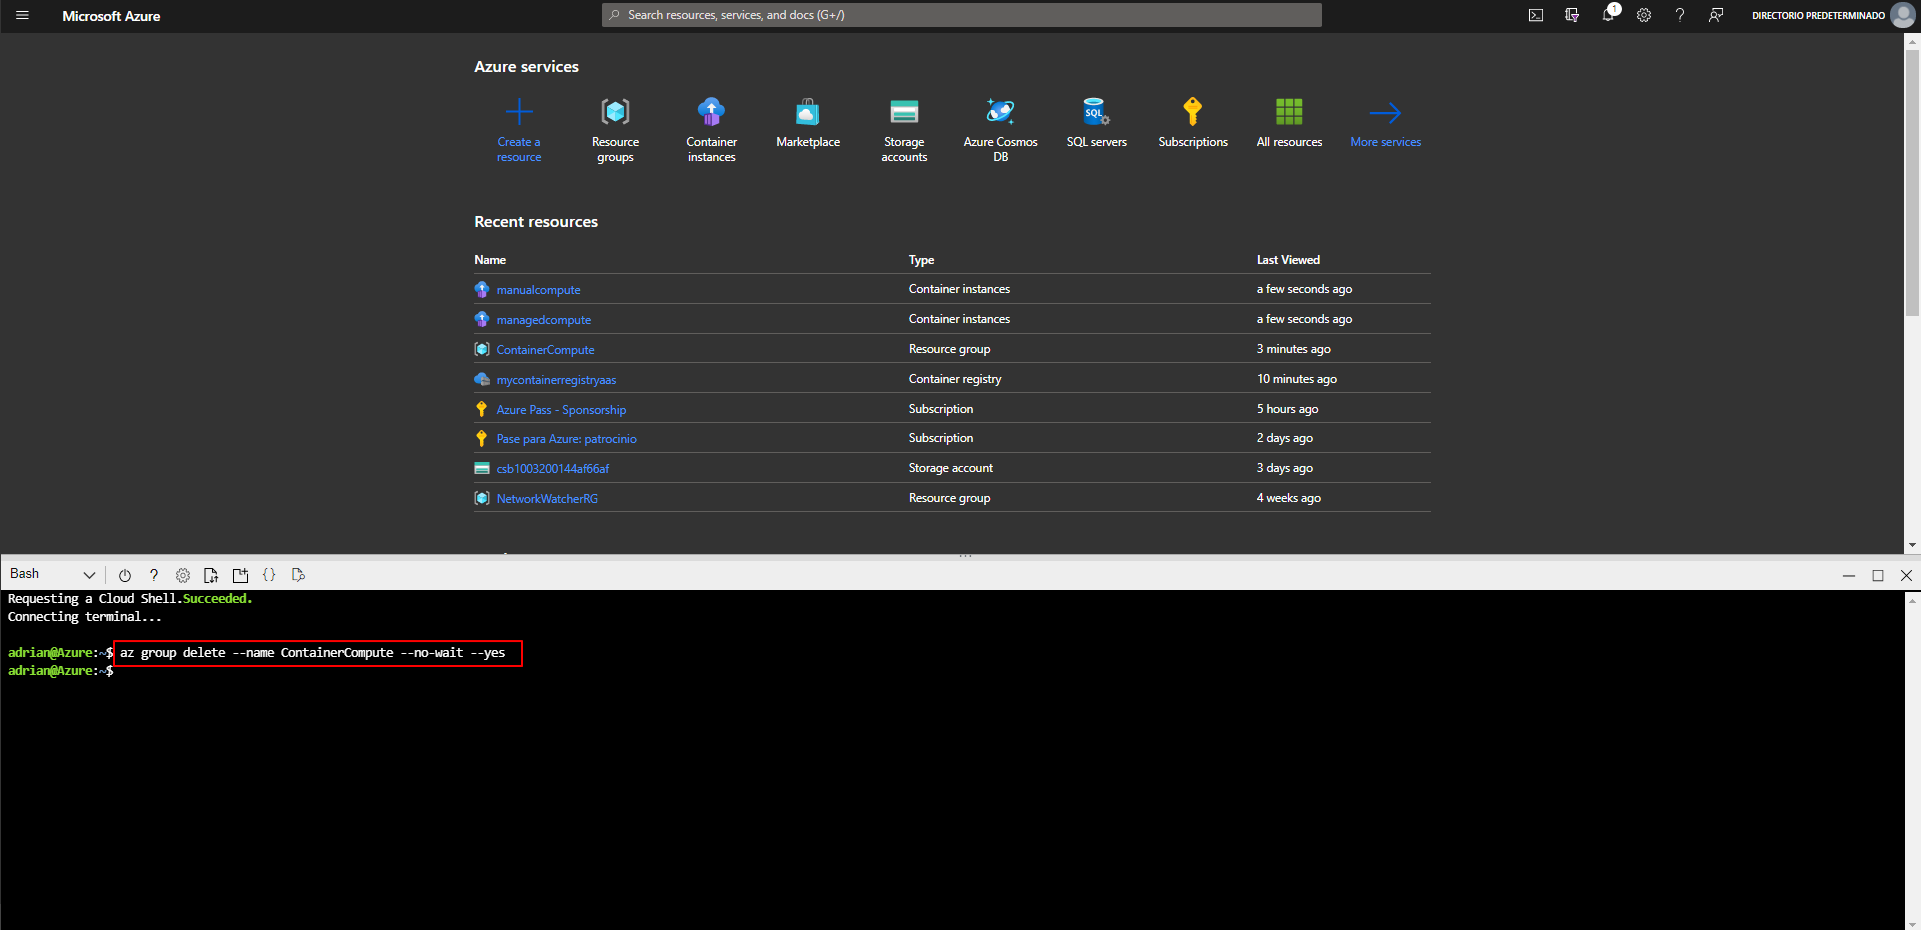 Microsoft Azure
Search resources, services, and docs (G+/)
1
DIRECTORIO PREDETERMINADO
Azure services
Create a resource
Resource groups
Container instances
Marketplace
Storage accounts
Azure Cosmos DB
SQL
SQL servers
Subscriptions
All resources
More services
Recent resources
Name Type Last Viewed
manualcompute Container instances a few seconds ago
managedcompute Container instances a few seconds ago
ContainerCompute Resource group 3 minutes ago
mycontainerregistryaas Container registry 10 minutes ago
Azure Pass - Sponsorship Subscription 5 hours ago
Pase para Azure: patrocinio Subscription 2 days ago
csb1003200144af66af Storage account 3 days ago
NetworkWatcherRG Resource group 4 weeks ago
Bash
Requesting a Cloud Shell.Succeeded.
Connecting terminal...
adrian@Azure:~$ az group delete --name ContainerCompute --no-wait --yes
adrian@Azure:~$